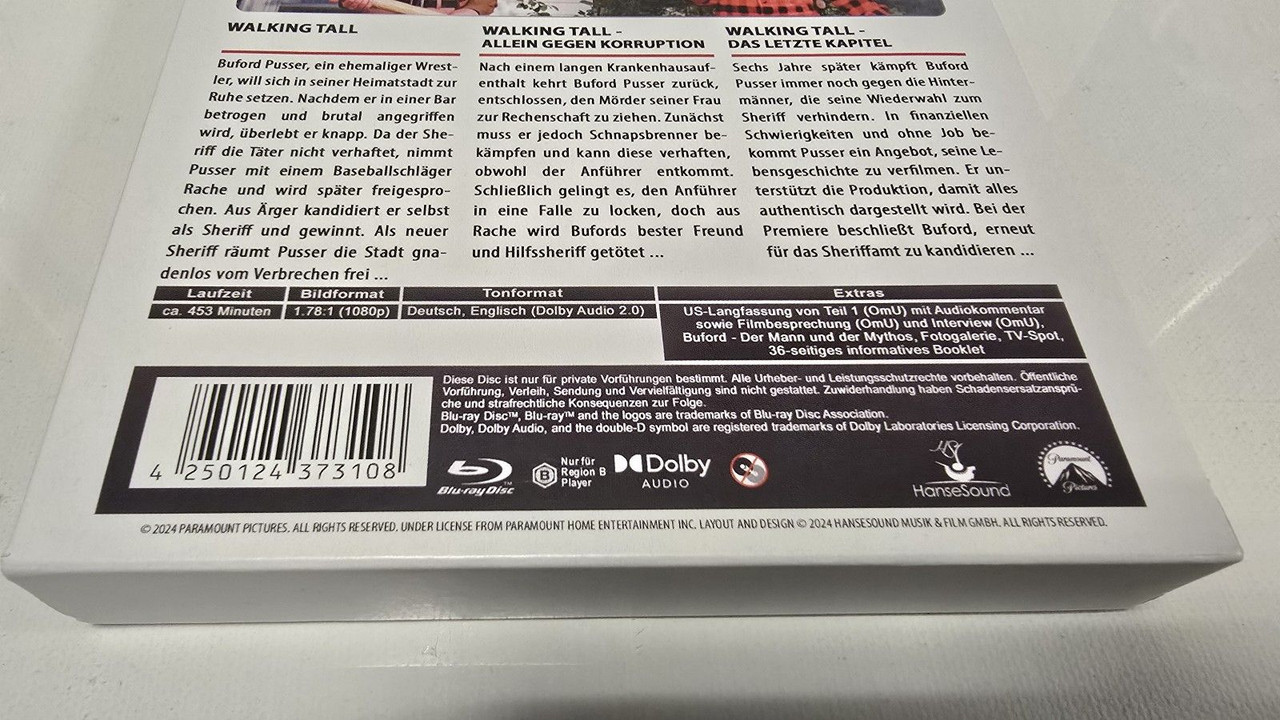 WALKING TALL
Buford Pusser, ein ehemaliger Wrest-
ler, will sich in seiner Heimatstadt zur
Ruhe setzen. Nachdem er in einer Bar
betrogen und brutal angegriffen
wird, überlebt er knapp. Da der She-
riff die Täter nicht verhaftet, nimmt
Pusser mit einem Baseballschläger
Rache und wird später freigespro-
chen. Aus Ärger kandidiert er selbst
als Sheriff und gewinnt. Als neuer
Sheriff räumt Pusser die Stadt gna-
denlos vom Verbrechen frei ...
WALKING TALL -
ALLEIN GEGEN KORRUPTION
Nach einem langen Krankenhausauf-
enthalt kehrt Buford Pusser zurück,
entschlossen, den Mörder seiner Frau
zur Rechenschaft zu ziehen. Zunächst
muss er jedoch Schnapsbrenner be-
kämpfen und kann diese verhaften,
obwohl der Anführer entkommt.
Schließlich gelingt es, den Anführer
in eine Falle zu locken, doch aus
Rache wird Bufords bester Freund
und Hilfssheriff getötet ...
WALKING TALL -
DAS LETZTE KAPITEL
Sechs Jahre später kämpft Buford
Pusser immer noch gegen die Hinter-
männer, die seine Wiederwahl zum
Sheriff verhindern. In finanziellen
Schwierigkeiten und ohne Job be-
kommt Pusser ein Angebot, seine Le-
bensgeschichte zu verfilmen. Er un-
terstützt die Produktion, damit alles
authentisch dargestellt wird. Bei der
Premiere beschließt Buford, erneut
für das Sheriffamt zu kandidieren ...
Laufzeit
ca. 453 Minuten
Bildformat
1.78:1 (1080p)
Tonformat
Deutsch, Englisch (Dolby Audio 2.0)
Extras
US-Langfassung von Teil 1 (OmU) mit Audiokommentar
sowie Filmbesprechung (OmU) und Interview (OmU),
Buford - Der Mann und der Mythos, Fotogalerie, TV-Spot,
36-seitiges informatives Booklet
4 250124 373108
Diese Disc ist nur für private Vorführungen bestimmt. Alle Urheber- und Leistungsschutzrechte vorbehalten. Öffentliche
Vorführung, Verleih, Sendung und Vervielfältigung sind nicht gestattet. Zuwiderhandlung haben Schadensersatzansprü-
che und strafrechtliche Konsequenzen zur Folge.
Blu-ray Disc™, Blu-ray™ and the logos are trademarks of Blu-ray Disc Association.
Dolby, Dolby Audio, and the double-D symbol are registered trademarks of Dolby Laboratories Licensing Corporation.
Blu-ray Disc™
B
Nur für
Region B
Player
Dolby
AUDIO
HanseSound
Paramount
Pictures
© 2024 PARAMOUNT PICTURES. ALL RIGHTS RESERVED. UNDER LICENSE FROM PARAMOUNT HOME ENTERTAINMENT INC. LAYOUT AND DESIGN © 2024 HANSESOUND MUSIK & FILM GMBH. ALL RIGHTS RESERVED.